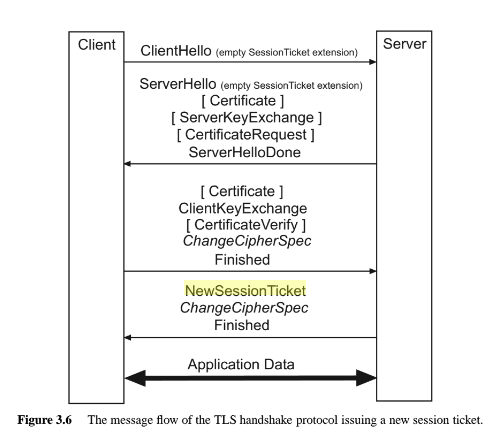 Client
Server
ClientHello (empty SessionTicket extension)
ServerHello (empty SessionTicket extension)
[ Certificate ]
[ ServerKeyExchange ]
[ CertificateRequest ]
ServerHelloDone
[ Certificate ]
ClientKeyExchange
[ CertificateVerify ]
ChangeCipherSpec
Finished
NewSessionTicket
ChangeCipherSpec
Finished
Application Data
Figure 3.6 The message flow of the TLS handshake protocol issuing a new session ticket.